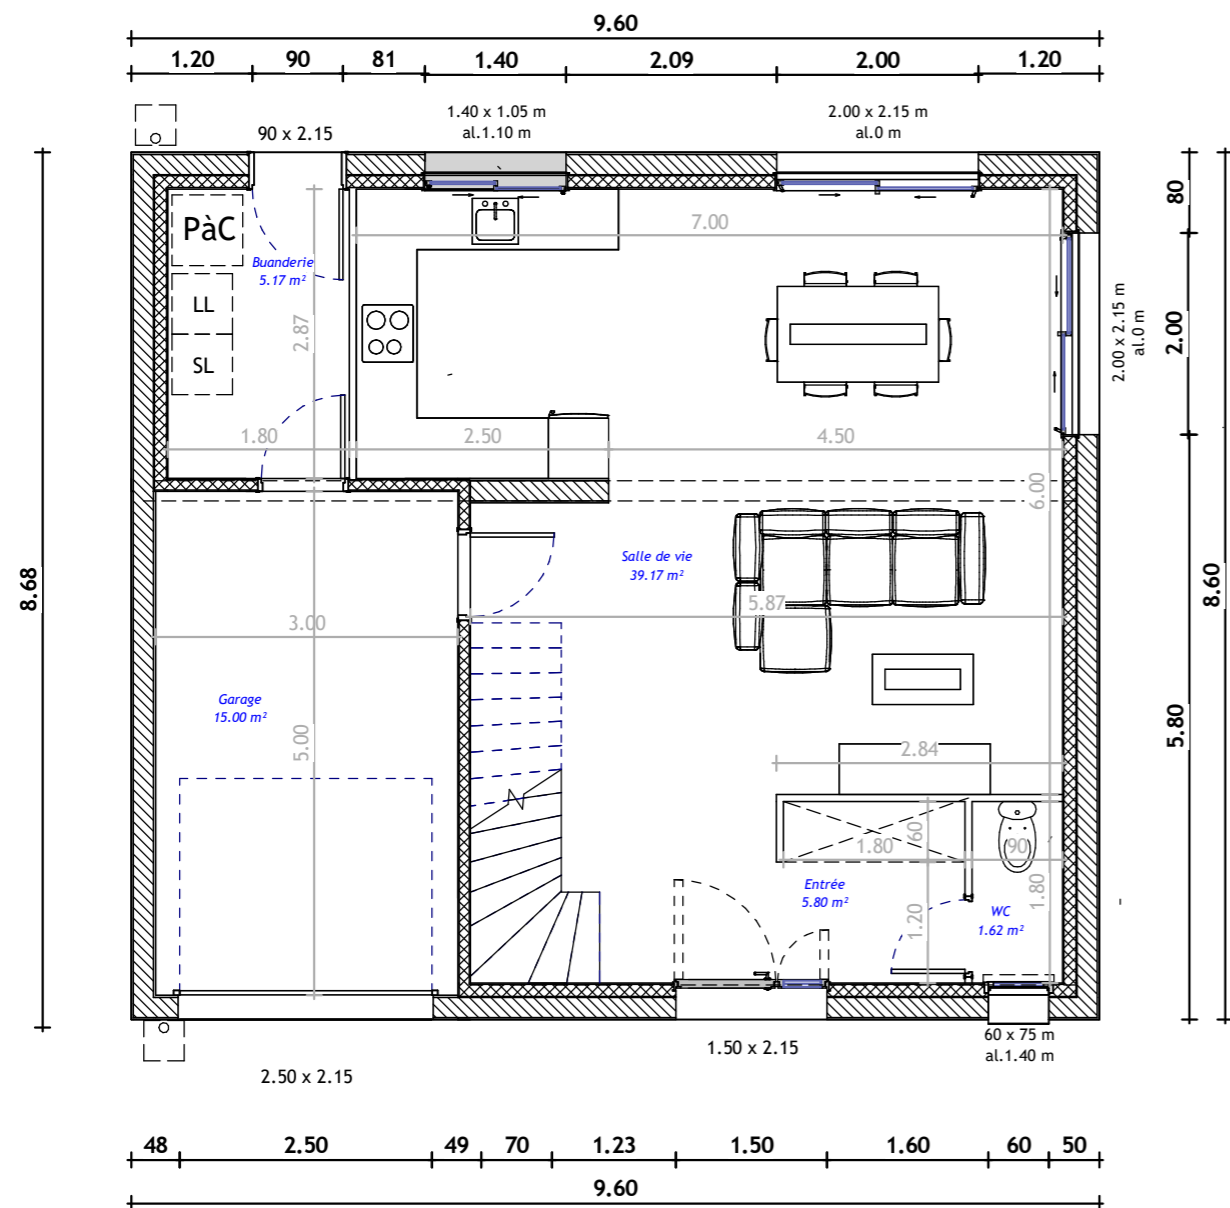 9.60
1.20 90 81 1.40 2.09 2.00 1.20
1.40 x 1.05 m
al.1.10 m
2.00 x 2.15 m
al.0 m
90 x 2.15
PàC
Buanderie
5.17 m²
LL
SL
2.87
7.00
80
2.00
2.00 x 2.15 m
al.0 m
1.80
2.50
4.50
6.00
8.68
8.60
Salle de vie
39.17 m²
5.87
3.00
Garage
15.00 m²
5.00
5.80
2.84
60
1.80
90
1.80
Entrée
5.80 m²
1.20
WC
1.62 m²
2.50 x 2.15
1.50 x 2.15
60 x 75 m
al.1.40 m
48 2.50 49 70 1.23 1.50 1.60 60 50
9.60